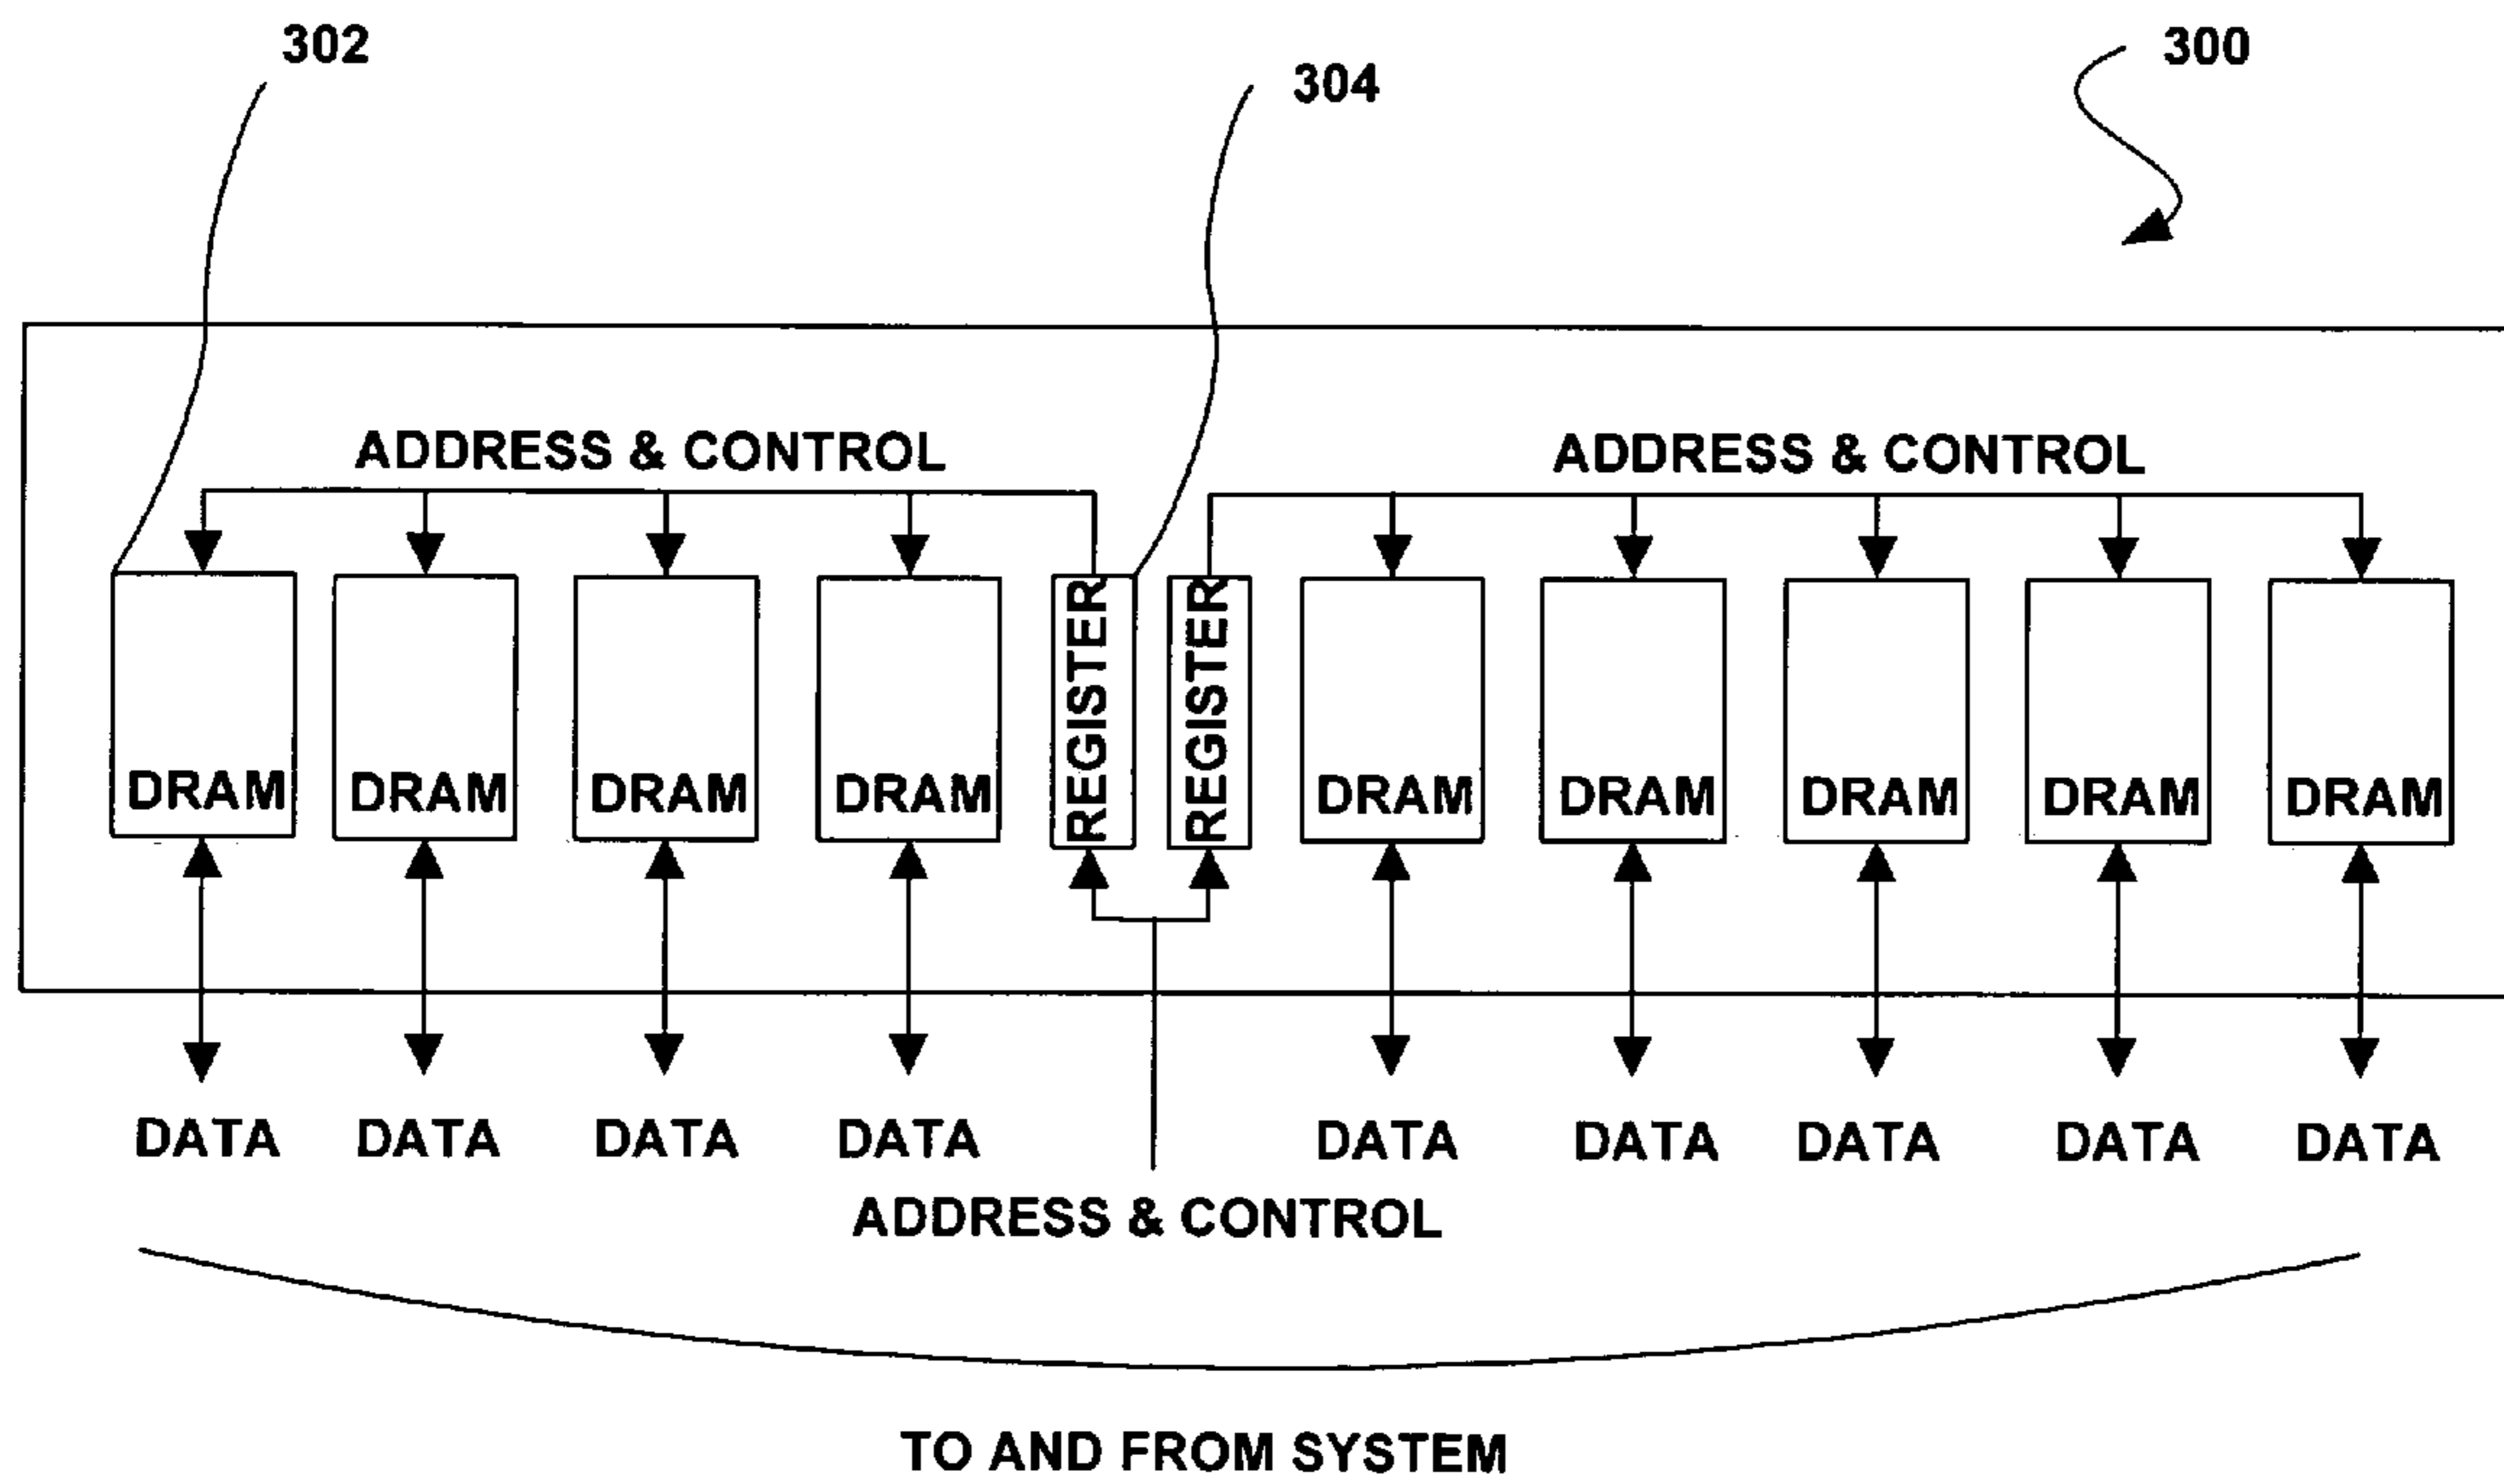 302
304
300
ADDRESS & CONTROL
ADDRESS & CONTROL
DRAM
DRAM
DRAM
DRAM
REGISTER
REGISTER
DRAM
DRAM
DRAM
DRAM
DRAM
DATA
DATA
DATA
DATA
DATA
DATA
DATA
DATA
DATA
ADDRESS & CONTROL
TO AND FROM SYSTEM